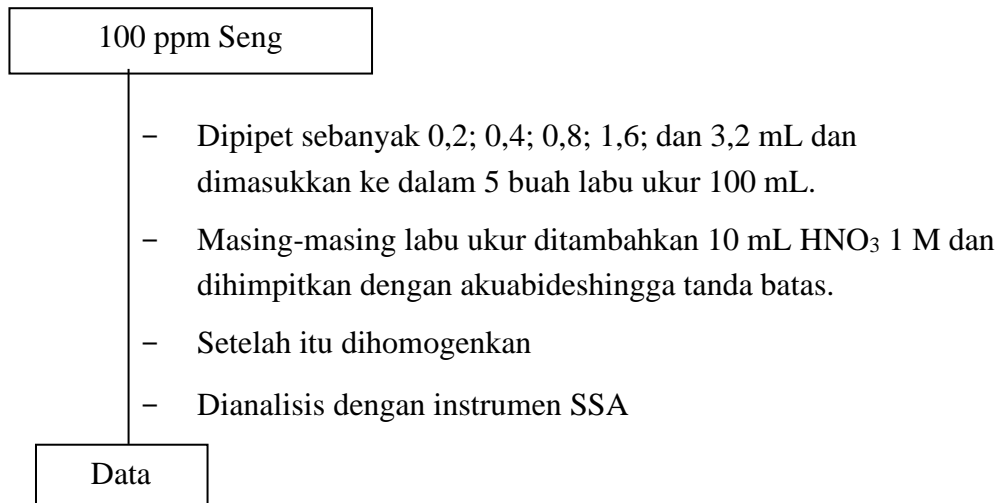 100 ppm Seng
− Dipipet sebanyak 0,2; 0,4; 0,8; 1,6; dan 3,2 mL dan
dimasukkan ke dalam 5 buah labu ukur 100 mL.
− Masing-masing labu ukur ditambahkan 10 mL HNO₃ 1 M dan
dihimpitkan dengan akuabideshingga tanda batas.
− Setelah itu dihomogenkan
− Dianalisis dengan instrumen SSA
Data